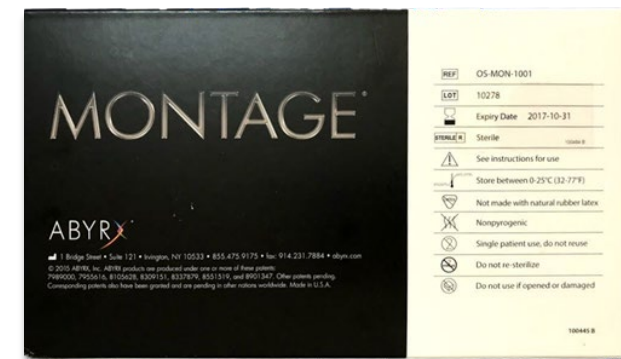 MONTAGE®
ABYRX
1 Bridge Street • Suite 121 • Irvington, NY 10533 • 855.475.9175 • fax: 914.231.7884 • abyrx.com
© 2015 ABYRX, Inc. ABYRX products are produced under one or more of these patents:
7989000, 7955616, 8105628, 8309151, 8337879, 8551519, and 8901347. Other patents pending.
Corresponding patents also have been granted and are pending in other nations worldwide. Made in U.S.A.
REF OS-MON-1001
LOT 10278
Expiry Date 2017-10-31
STERILE R Sterile
See instructions for use
Store between 0-25°C (32-77°F)
Not made with natural rubber latex
Nonpyrogenic
Single patient use, do not reuse
Do not re-sterilize
Do not use if opened or damaged
100445 B